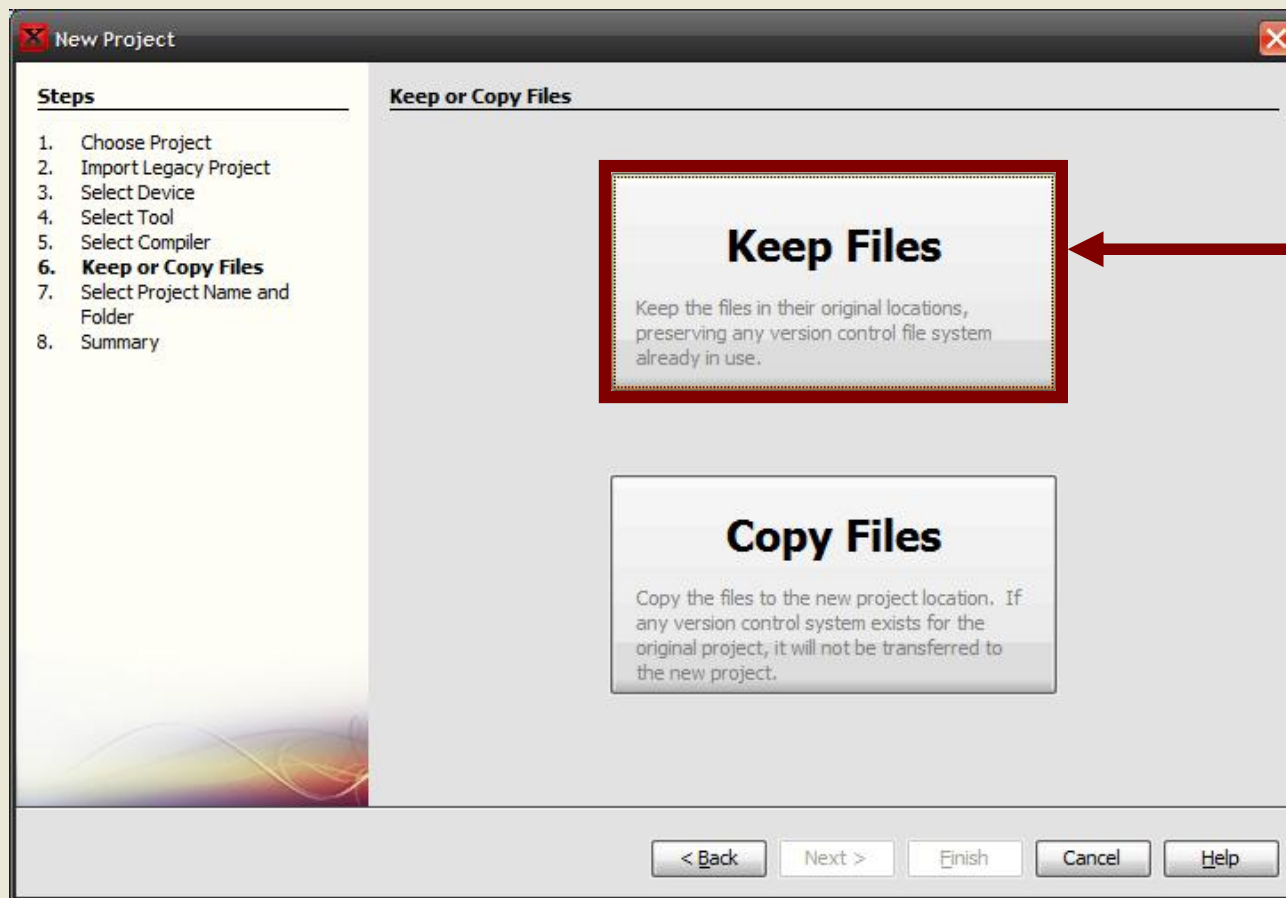 New Project
Steps
1. Choose Project
2. Import Legacy Project
3. Select Device
4. Select Tool
5. Select Compiler
6. Keep or Copy Files
7. Select Project Name and
Folder
8. Summary
Keep or Copy Files
Keep Files
Keep the files in their original locations,
preserving any version control file system
already in use.
Copy Files
Copy the files to the new project location. If
any version control system exists for the
original project, it will not be transferred to
the new project.
< Back
Next >
Finish
Cancel
Help